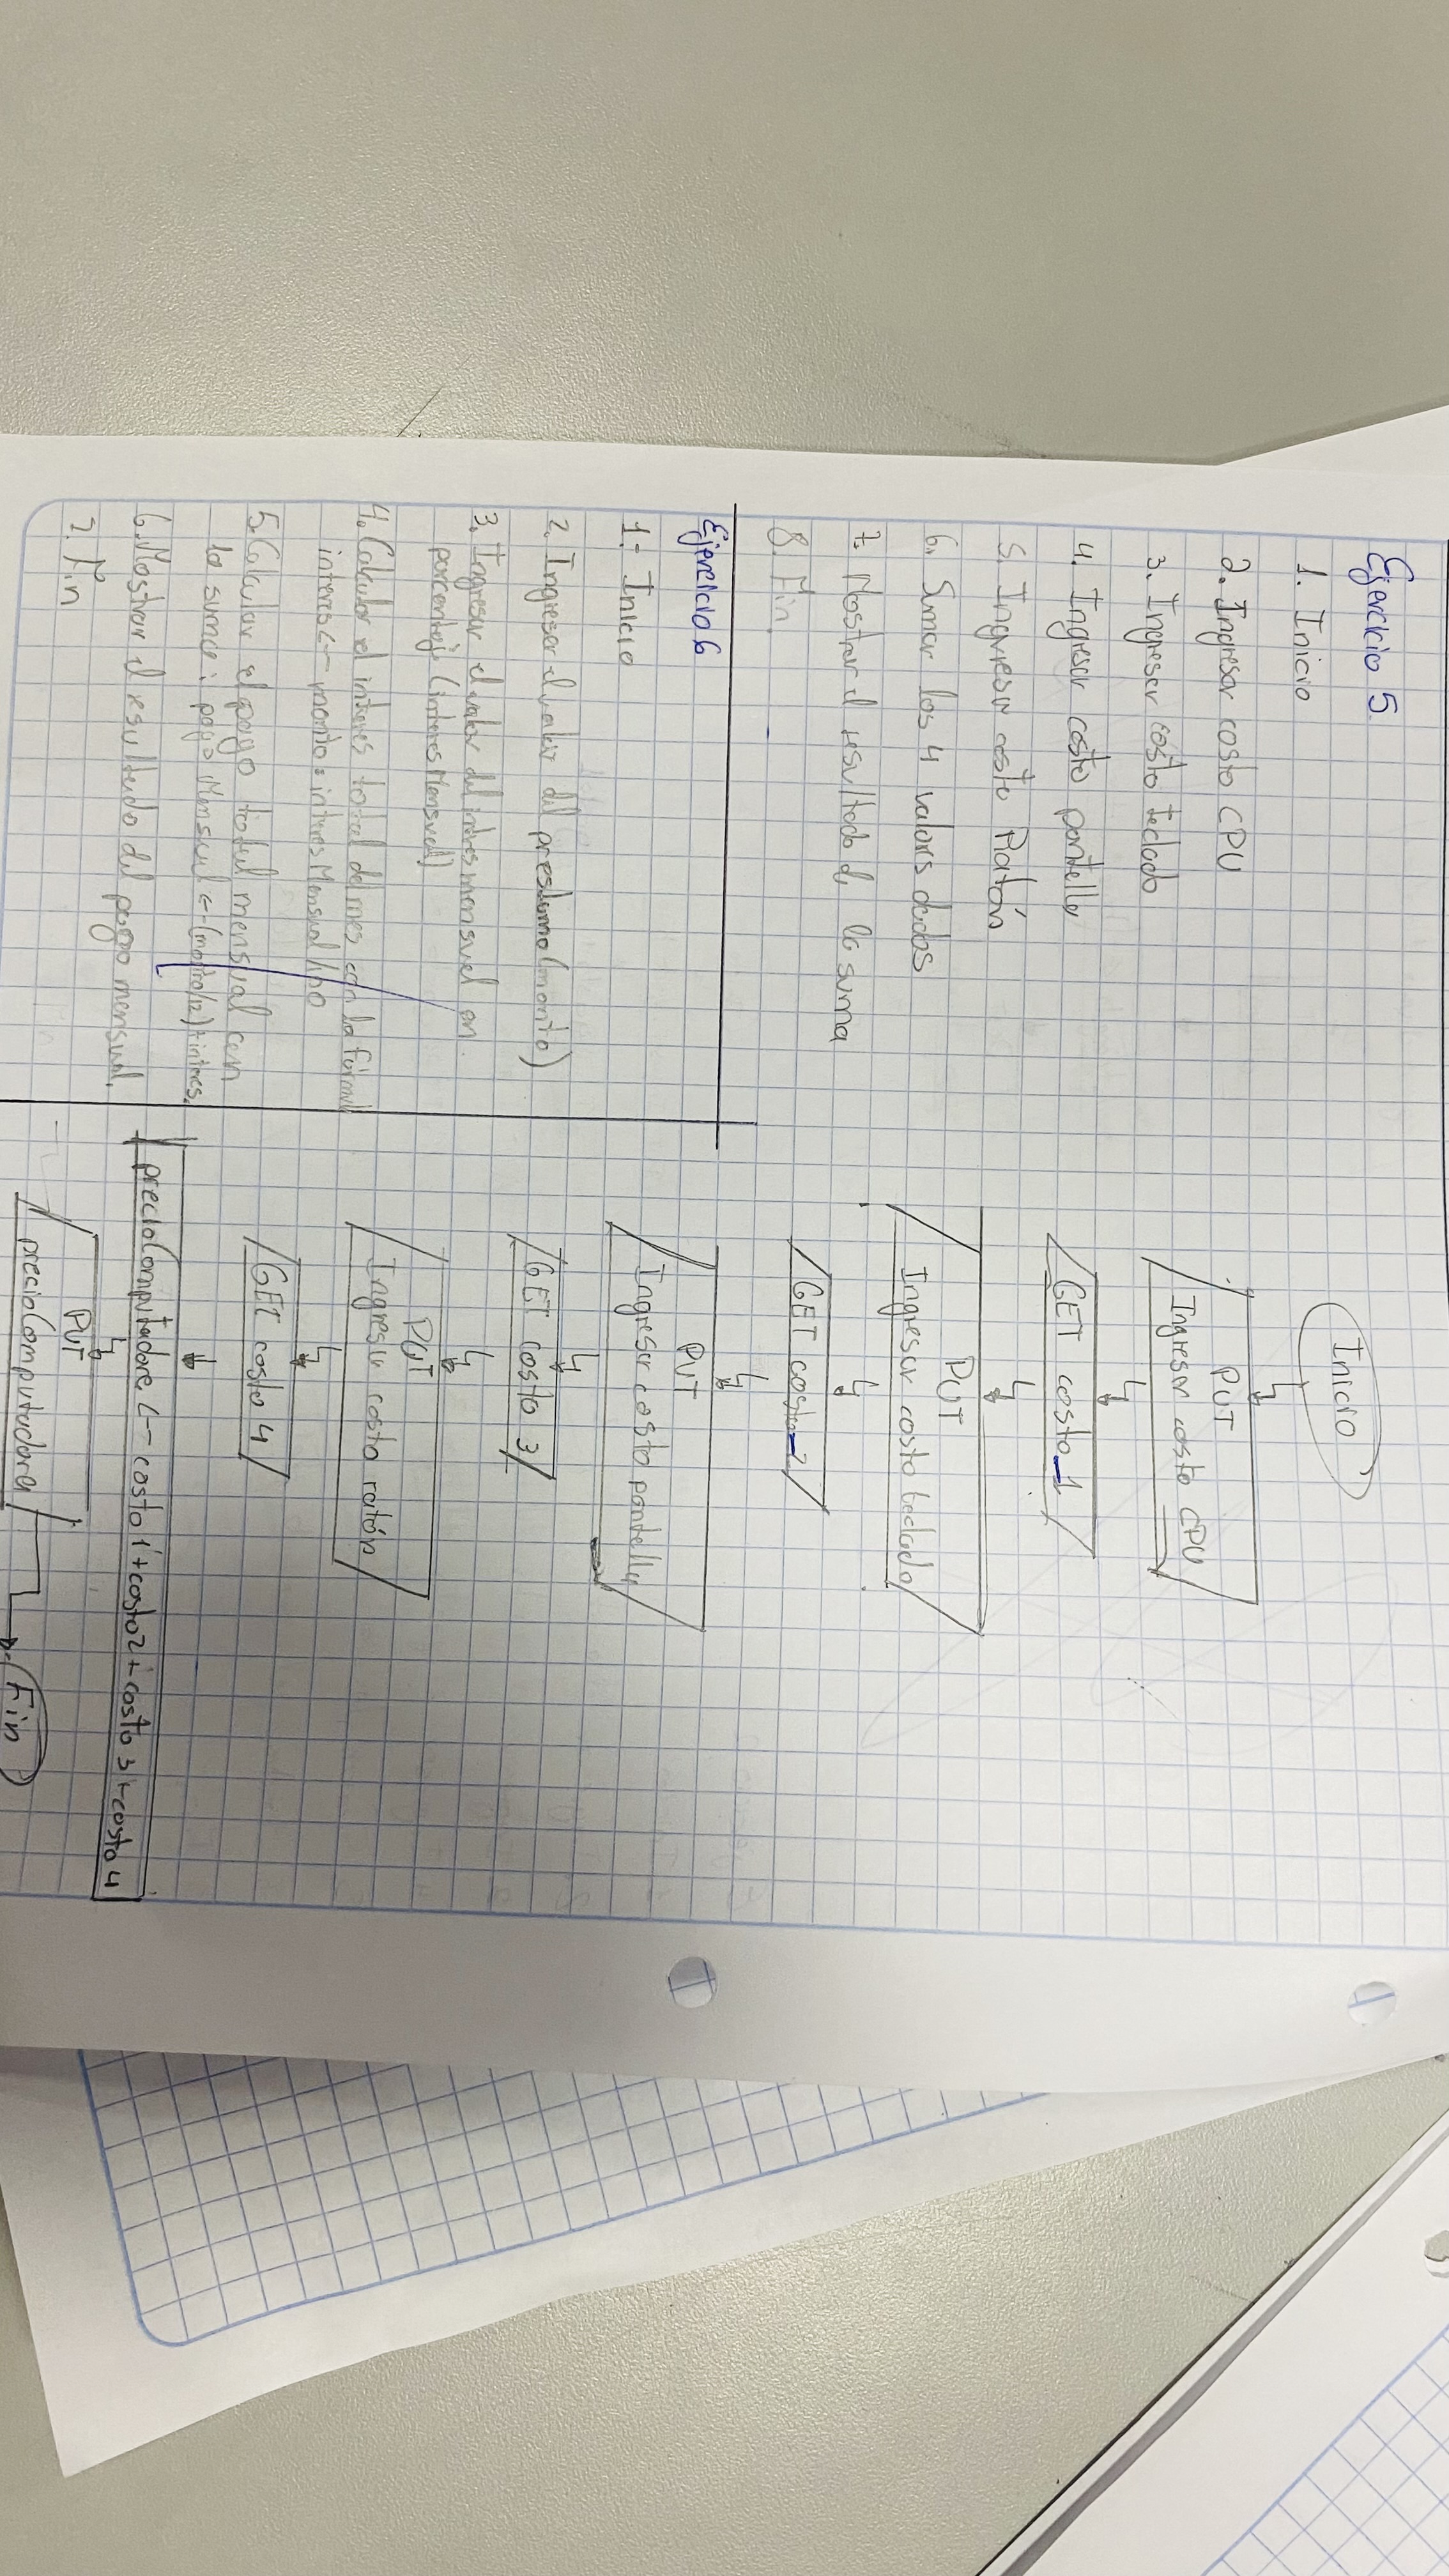 Ejercicio 5.
1. Inicio
2. Ingresar costo CPU
3. Ingresar costo teclado
4. Ingresar costo pantalla
5. Ingresar costo Ratón
6. Sumar los 4 valors dados
7. Mostrar el resultado de la suma
8. Fin.
Ejercicio 6
1.- Inicio
2. Ingresar el valor del prestamo (monto)
3. Ingresar el valor del interes mensual en
porcentaje (interes Mensual)
4. Calcular el interes total del mes con la formul
interes <-- monto * interes Mensual / 100
5. Calcular el pago total mensual con
la suma: pago Mensual <-- (monto/12) + interes.
6. Mostrar el resultado del pago mensual.
7. Fin
Inicio
PUT
Ingresar costo CPU
GET costo_1
PUT
Ingresar costo teclado
GET costo_2
PUT
Ingresar costo pantalla
GET costo 3
PUT
Ingresar costo ratón
GET costo 4
precioComputadora <-- costo 1 + costo 2 + costo 3 + costo 4
PUT
precioComputadora
Fin